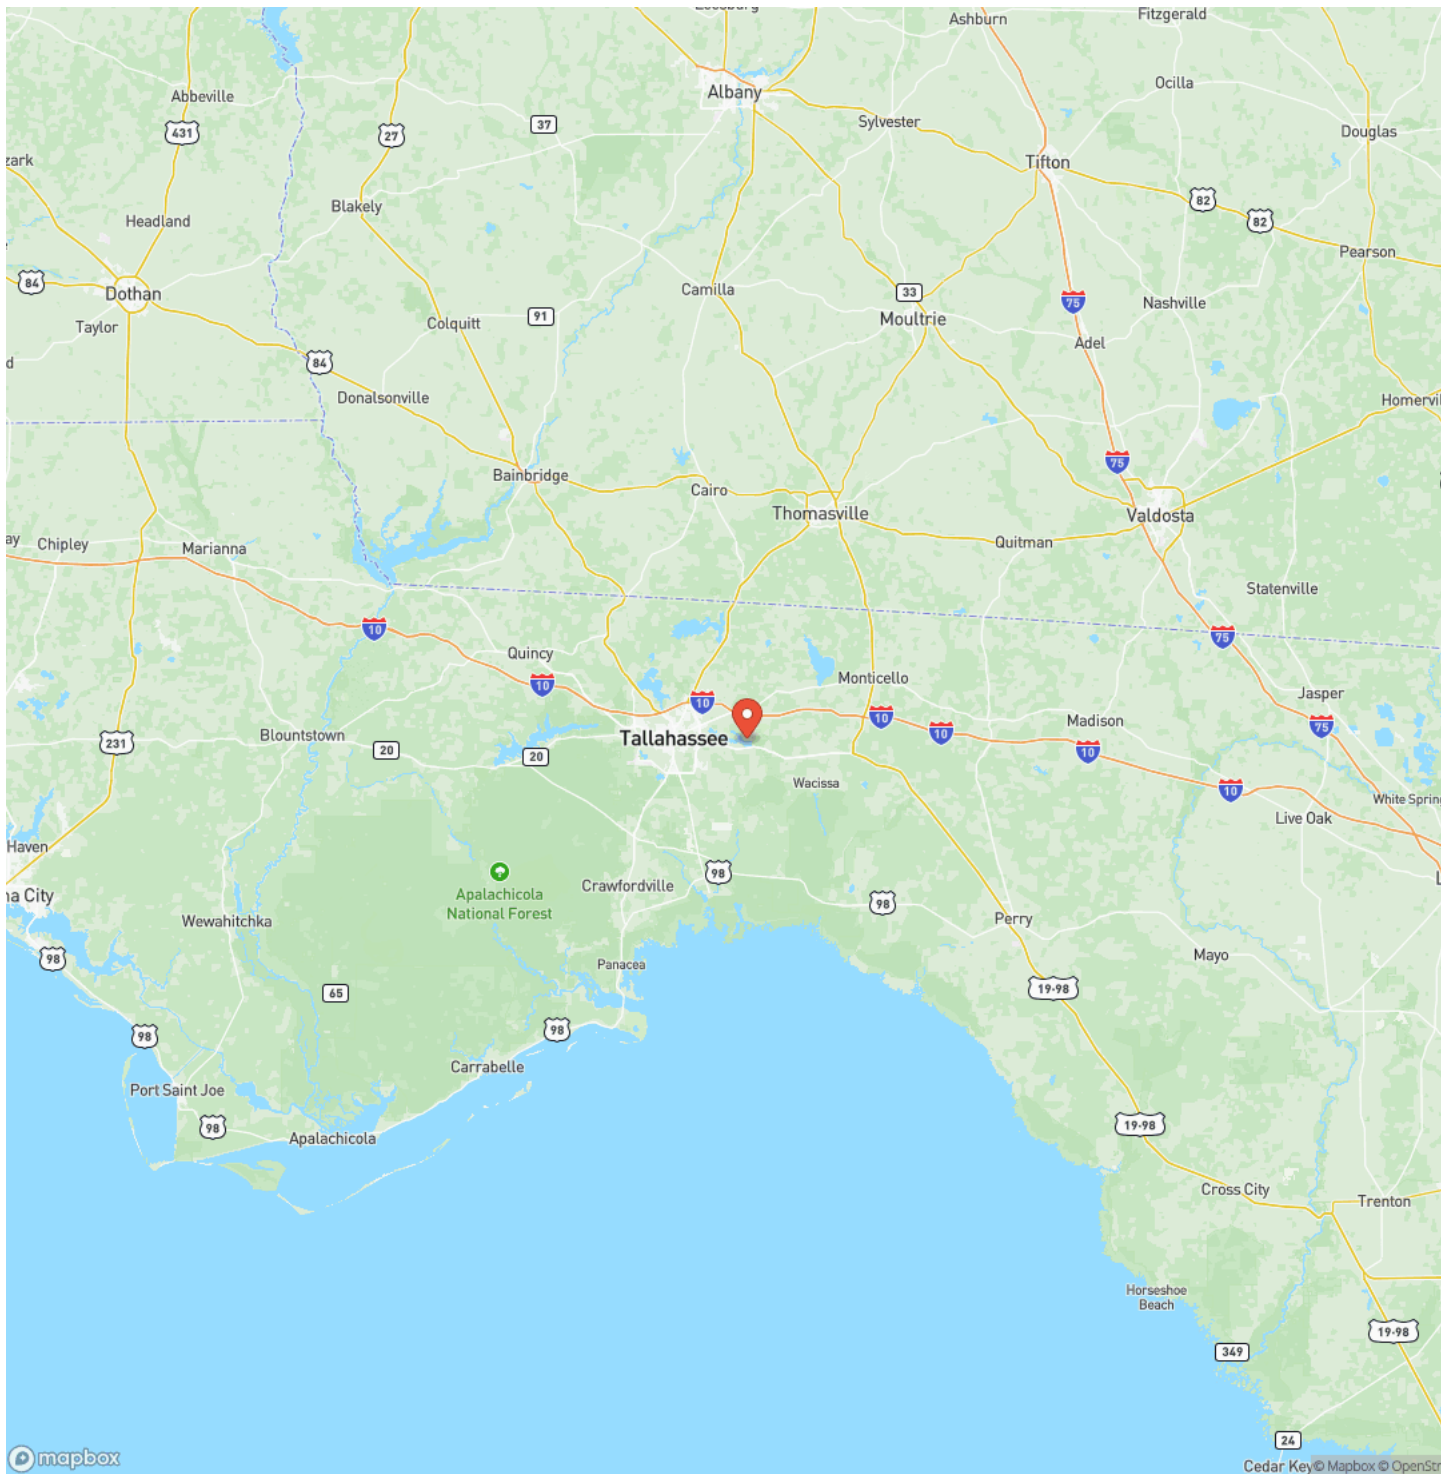 Leesburg
Ashburn
Fitzgerald
Abbeville
Albany
Ocilla
431
27
37
Sylvester
Douglas
zark
Tifton
Headland
Blakely
82
82
Pearson
84
Dothan
Camilla
33
75
Nashville
Taylor
Colquitt
91
Moultrie
Adel
d
84
Donalsonville
Homervil
75
Bainbridge
Cairo
Thomasville
Valdosta
ay
Chipley
Marianna
Quitman
Statenville
10
75
Quincy
10
Monticello
10
Jasper
231
Blountstown
20
20
Tallahassee
10
10
Madison
10
75
Wacissa
10
White Spring
Live Oak
Haven
98
L
Apalachicola
National Forest
Crawfordville
98
na City
Wewahitchka
Perry
98
Mayo
Panacea
65
19-98
98
98
Carrabelle
Port Saint Joe
98
Apalachicola
19-98
Cross City
Trenton
Horseshoe
Beach
19-98
349
24
mapbox
Cedar Key
© Mapbox © OpenStr